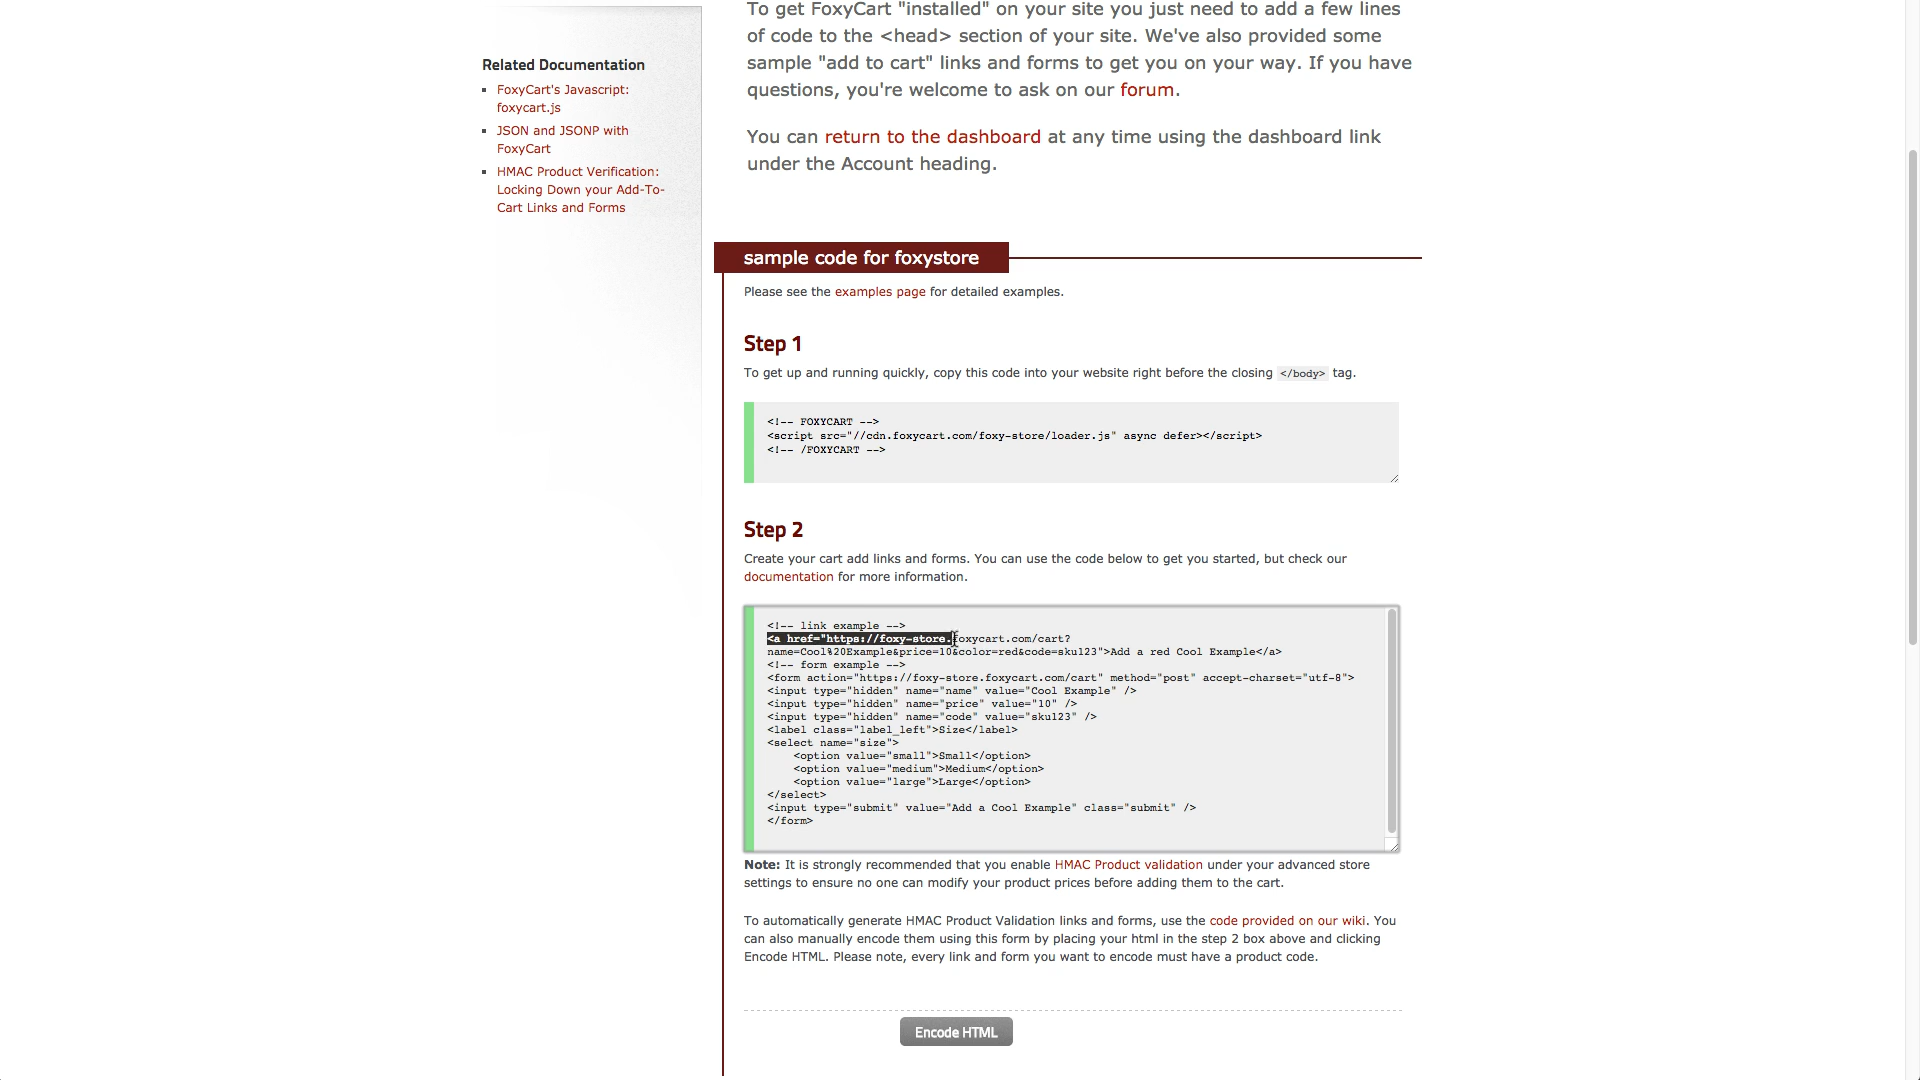 To get FoxyCart "installed" on your site you just need to add a few lines
of code to the <head> section of your site. We've also provided some
sample "add to cart" links and forms to get you on your way. If you have
questions, you're welcome to ask on our forum.
You can return to the dashboard at any time using the dashboard link
under the Account heading.
Related Documentation
FoxyCart's Javascript:
foxycart.js
JSON and JSONP with
FoxyCart
HMAC Product Verification:
Locking Down your Add-To-
Cart Links and Forms
sample code for foxystore
Please see the examples page for detailed examples.
Step 1
To get up and running quickly, copy this code into your website right before the closing </body> tag.
<!-- FOXYCART -->
<script src="//cdn.foxycart.com/foxy-store/loader.js" async defer></script>
<!-- /FOXYCART -->
Step 2
Create your cart add links and forms. You can use the code below to get you started, but check our
documentation for more information.
<!-- link example -->
<a href="https://foxy-store.foxycart.com/cart?
name=Cool%20Example&price=10&color=red&code=sku123">Add a red Cool Example</a>
<!-- form example -->
<form action="https://foxy-store.foxycart.com/cart" method="post" accept-charset="utf-8">
<input type="hidden" name="name" value="Cool Example" />
<input type="hidden" name="price" value="10" />
<input type="hidden" name="code" value="sku123" />
<label class="label_left">Size</label>
<select name="size">
<option value="small">Small</option>
<option value="medium">Medium</option>
<option value="large">Large</option>
</select>
<input type="submit" value="Add a Cool Example" class="submit" />
</form>
Note: It is strongly recommended that you enable HMAC Product validation under your advanced store
settings to ensure no one can modify your product prices before adding them to the cart.
To automatically generate HMAC Product Validation links and forms, use the code provided on our wiki. You
can also manually encode them using this form by placing your html in the step 2 box above and clicking
Encode HTML. Please note, every link and form you want to encode must have a product code.
Encode HTML